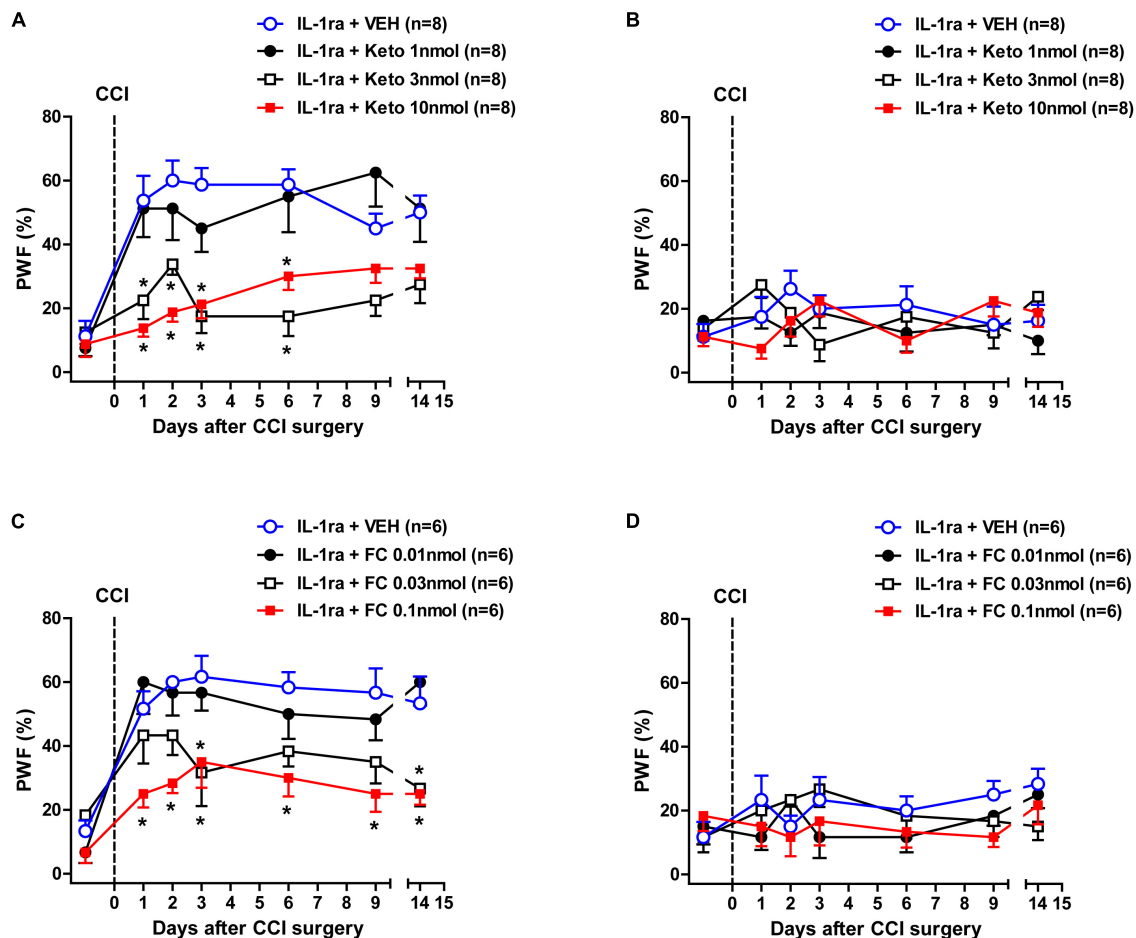 A
IL-1ra + VEH (n=8)
IL-1ra + Keto 1nmol (n=8)
IL-1ra + Keto 3nmol (n=8)
IL-1ra + Keto 10nmol (n=8)
CCI
80
60
40
20
0
PWF (%)
* * *
* * *
* * *
0 1 2 3 4 5 6 7 8 9 14 15
Days after CCI surgery
B
IL-1ra + VEH (n=8)
IL-1ra + Keto 1nmol (n=8)
IL-1ra + Keto 3nmol (n=8)
IL-1ra + Keto 10nmol (n=8)
CCI
80
60
40
20
0
PWF (%)
0 1 2 3 4 5 6 7 8 9 14 15
Days after CCI surgery
C
IL-1ra + VEH (n=6)
IL-1ra + FC 0.01nmol (n=6)
IL-1ra + FC 0.03nmol (n=6)
IL-1ra + FC 0.1nmol (n=6)
CCI
80
60
40
20
0
PWF (%)
* *
* * * * *
0 1 2 3 4 5 6 7 8 9 14 15
Days after CCI surgery
D
IL-1ra + VEH (n=6)
IL-1ra + FC 0.01nmol (n=6)
IL-1ra + FC 0.03nmol (n=6)
IL-1ra + FC 0.1nmol (n=6)
CCI
80
60
40
20
0
PWF (%)
0 1 2 3 4 5 6 7 8 9 14 15
Days after CCI surgery